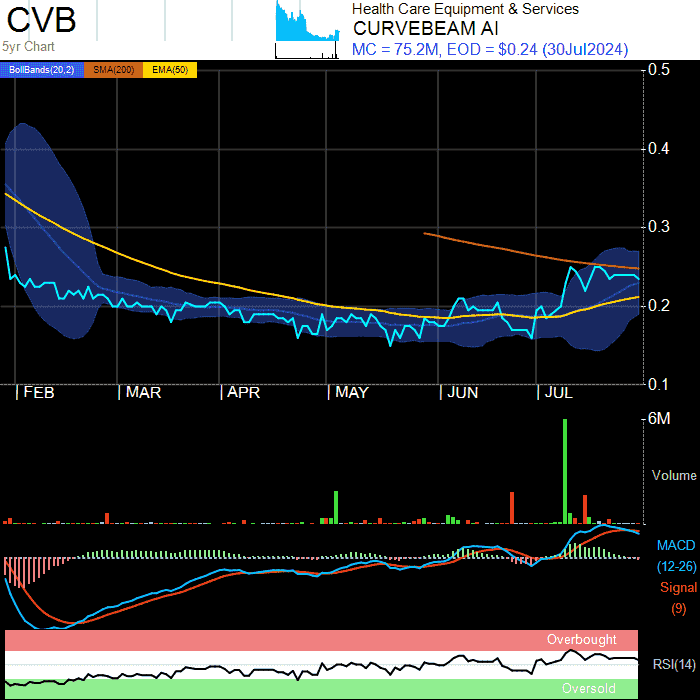 CVB
5yr Chart
Health Care Equipment & Services
CURVEBEAM AI
MC = 75.2M, EOD = $0.24 (30Jul2024)
BollBands(20,2) SMA(200) EMA(50)
0.5
0.4
0.3
0.2
0.1
FEB MAR APR MAY JUN JUL
6M
Volume
MACD
(12-26)
Signal
(9)
Overbought
RSI(14)
Oversold